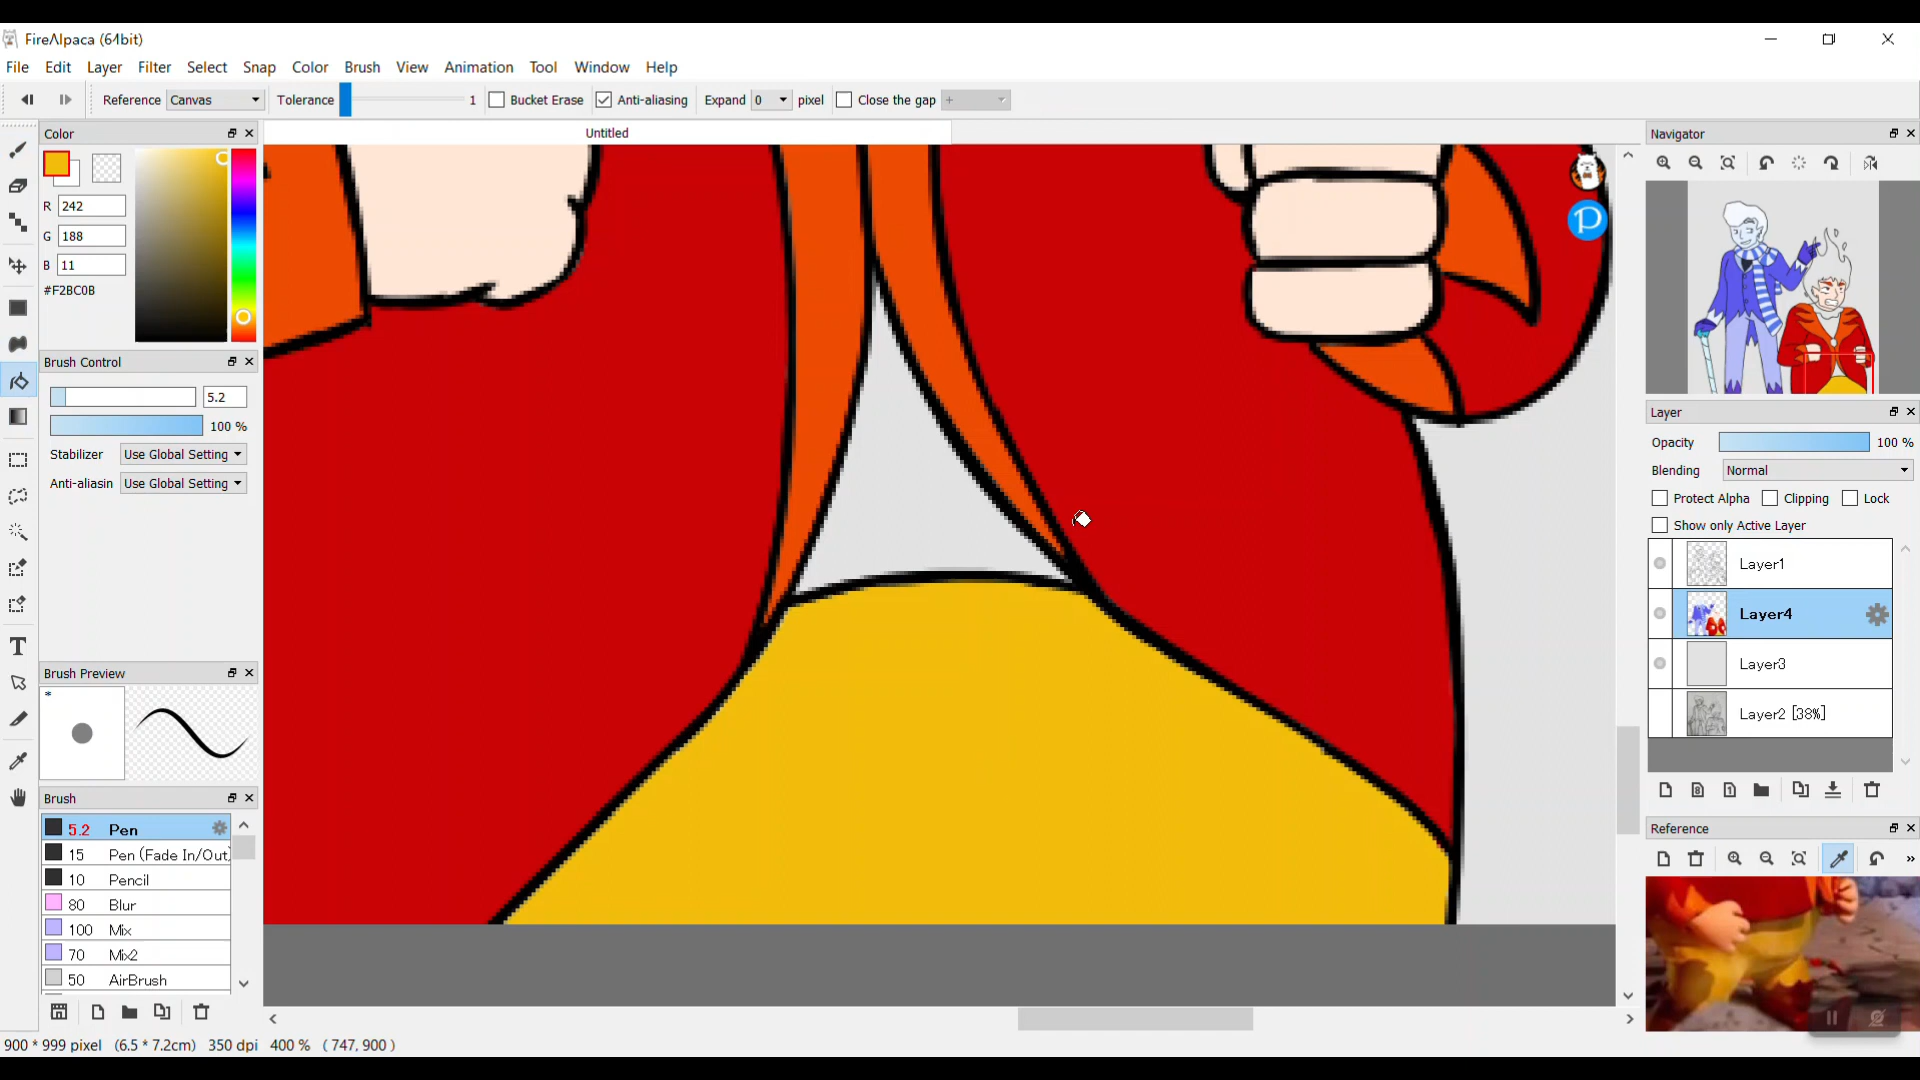 FireAlpaca (64bit)
File Edit Layer Filter Select Snap Color Brush View Animation Tool Window Help
Reference Canvas Tolerance 1 Bucket Erase Anti-aliasing Expand 0 pixel Close the gap +
Color
Untitled
Navigator
R 242
G 188
B 11
#F2BC0B
P
Brush Control
5.2
100 %
Stabilizer Use Global Setting
Anti-aliasin Use Global Setting
Layer
Opacity 100 %
Blending Normal
Protect Alpha Clipping Lock
Show only Active Layer
Layer1
Layer4
Layer3
Layer2 [38%]
Brush Preview
*
Brush
5.2 Pen
15 Pen (Fade In/Out)
10 Pencil
80 Blur
100 Mix
70 Mix2
50 AirBrush
Reference
»
900 * 999 pixel (6.5 * 7.2cm) 350 dpi 400 % ( 747, 900 )